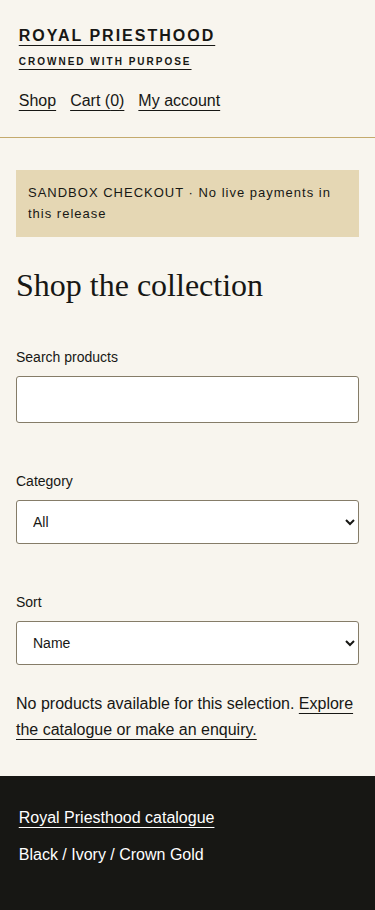 ROYAL PRIESTHOOD
CROWNED WITH PURPOSE
Shop Cart (0) My account
SANDBOX CHECKOUT · No live payments in
this release
Shop the collection
Search products
Category
All
Sort
Name
No products available for this selection. Explore
the catalogue or make an enquiry.
Royal Priesthood catalogue
Black / Ivory / Crown Gold